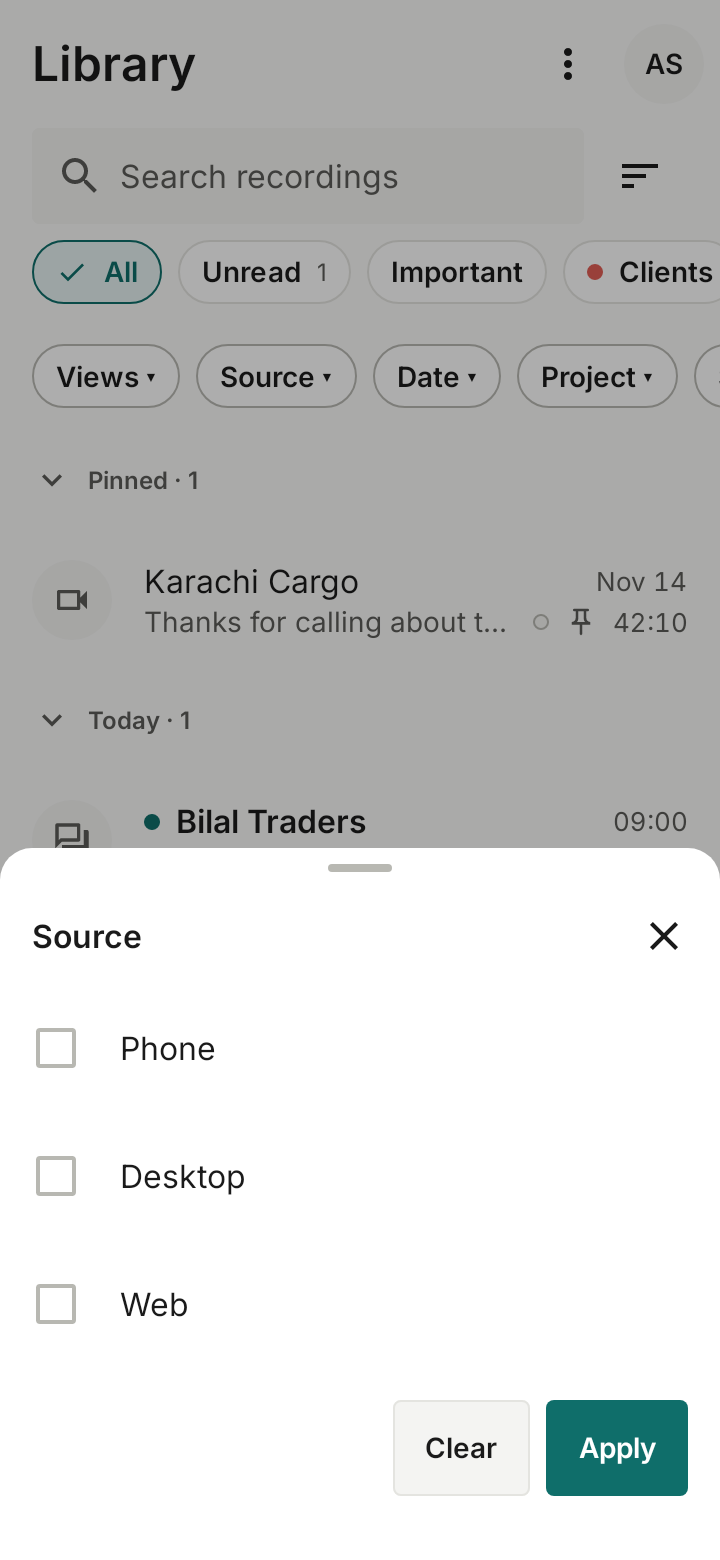 Library
AS
Search recordings
All
Unread 1
Important
Clients
Views ▾
Source ▾
Date ▾
Project ▾
Pinned · 1
Karachi Cargo
Nov 14
Thanks for calling about t...
42:10
Today · 1
Bilal Traders
09:00
Source
Phone
Desktop
Web
Clear
Apply